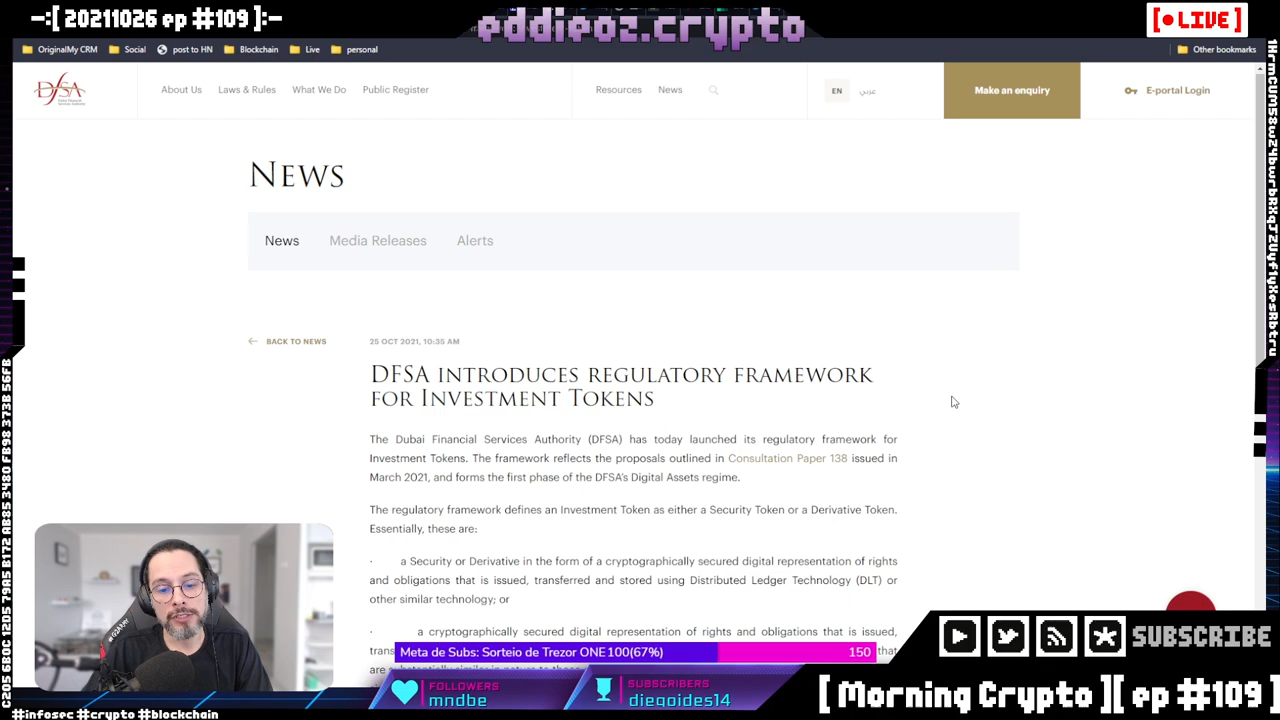 -:[ 20211026 ep #109 ]:-
eddieoz.crypto
[ • LIVE ]
OriginalMy CRM
Social
post to HN
Blockchain
Live
personal
Other bookmarks
DFSA
About Us
Laws & Rules
What We Do
Public Register
Resources
News
EN
عربي
Make an enquiry
E-portal Login
News
News
Media Releases
Alerts
BACK TO NEWS
25 OCT 2021, 10:35 AM
DFSA INTRODUCES REGULATORY FRAMEWORK
FOR INVESTMENT TOKENS
The Dubai Financial Services Authority (DFSA) has today launched its regulatory framework for
Investment Tokens. The framework reflects the proposals outlined in Consultation Paper 138 issued in
March 2021, and forms the first phase of the DFSA's Digital Assets regime.
The regulatory framework defines an Investment Token as either a Security Token or a Derivative Token.
Essentially, these are:
· a Security or Derivative in the form of a cryptographically secured digital representation of rights
and obligations that is issued, transferred and stored using Distributed Ledger Technology (DLT) or
other similar technology; or
· a cryptographically secured digital representation of rights and obligations that is issued,
Meta de Subs: Sorteio de Trezor ONE 100(67%)
150
FOLLOWERS
mndbe
SUBSCRIBERS
diegoides14
SUBSCRIBE
[ Morning Crypto ][ ep #109 ]
#infosec #crypto #blockchain